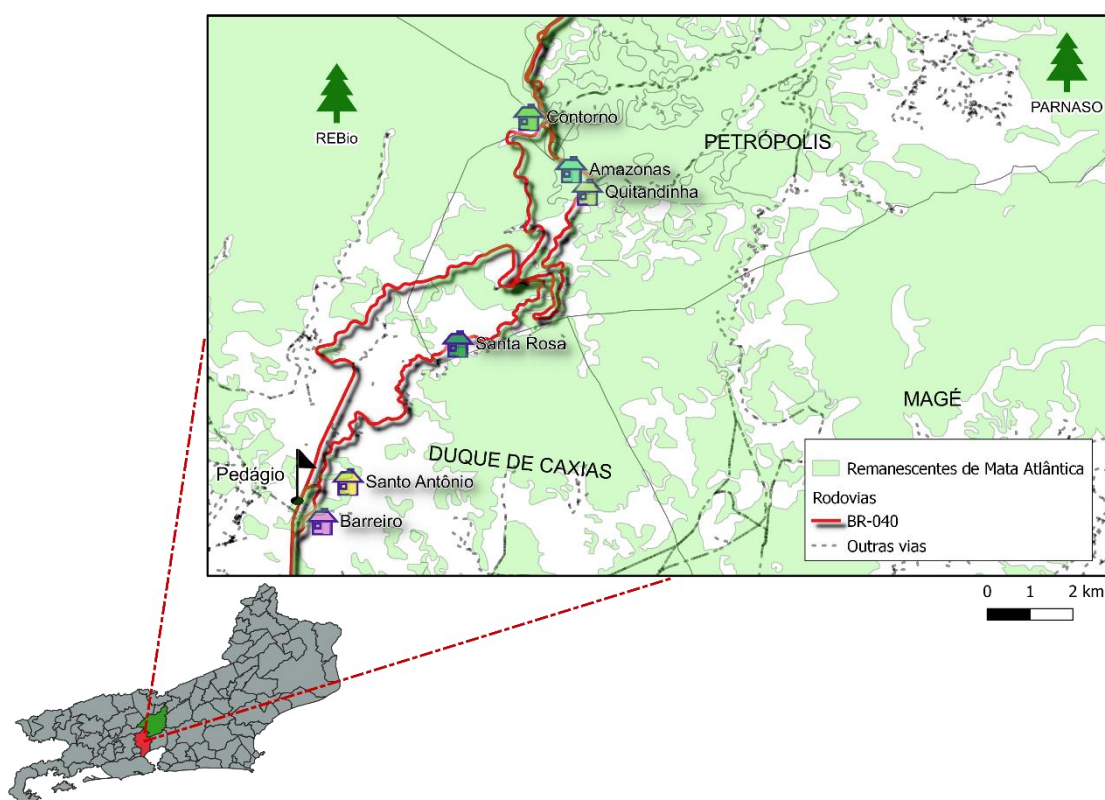 Contorno
REBio
PARNASO
PETRÓPOLIS
Amazonas
Quitandinha
Santa Rosa
MAGÉ
DUQUE DE CAXIAS
Pedágio
Santo Antônio
Barreiro
Remanescentes de Mata Atlântica
Rodovias
BR-040
Outras vias
0 1 2 km